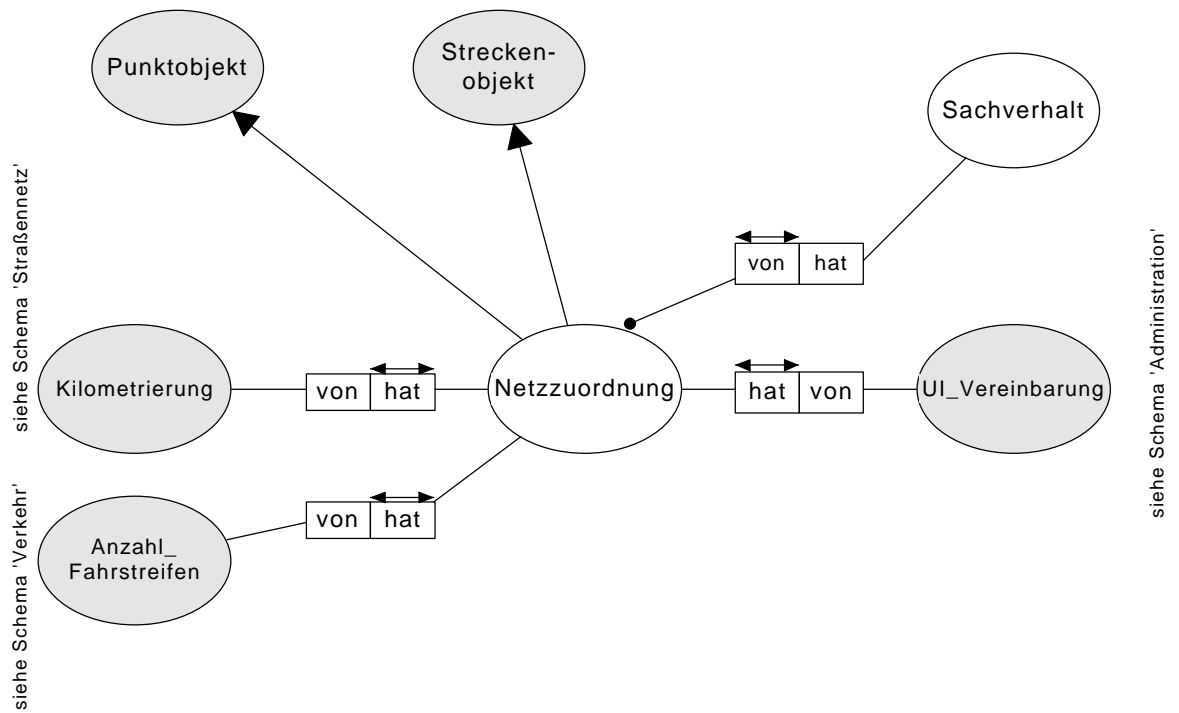 Punktobjekt
Strecken-
objekt
Sachverhalt
von hat
siehe Schema 'Straßennetz'
siehe Schema 'Administration'
Kilometrierung
von hat
Netzzuordnung
hat von
UI_Vereinbarung
von hat
Anzahl_
Fahrstreifen
siehe Schema 'Verkehr'